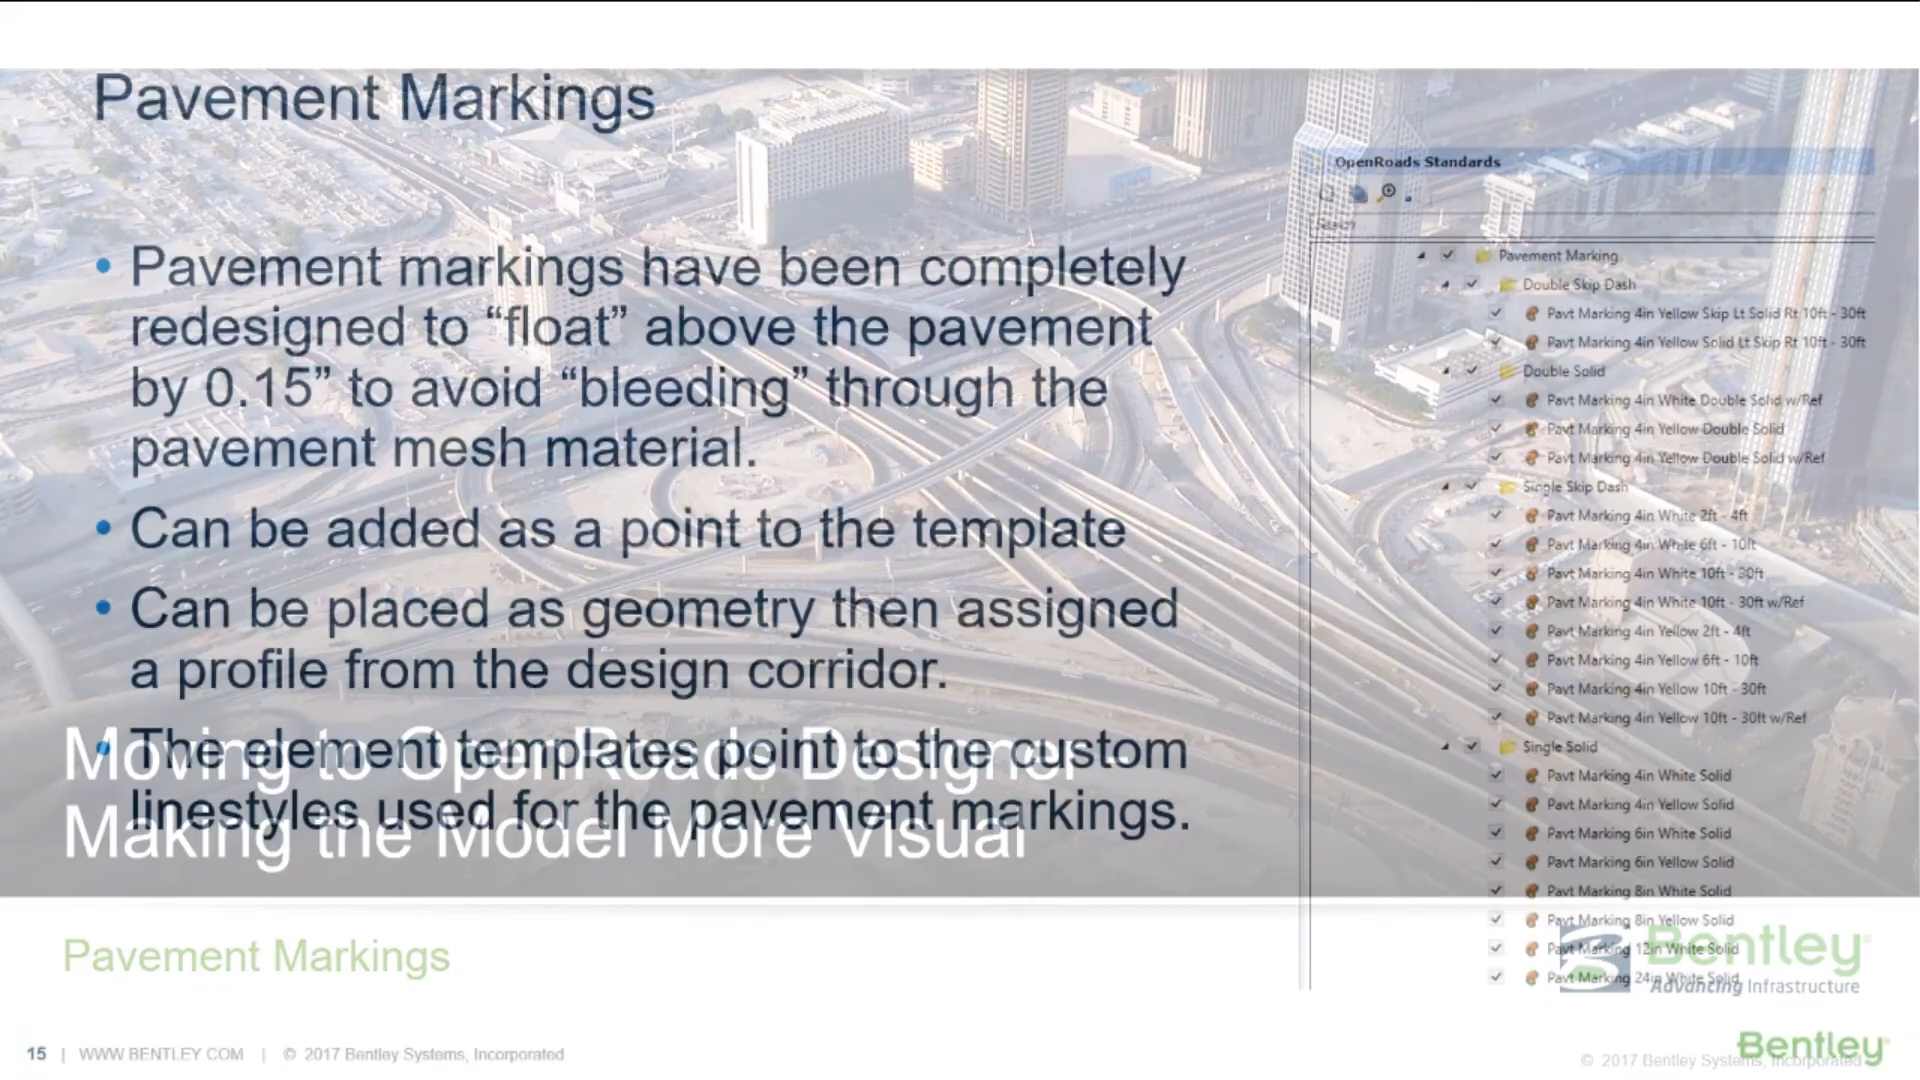 Pavement Markings
• Pavement markings have been completely
redesigned to “float” above the pavement
by 0.15” to avoid “bleeding” through the
pavement mesh material.
• Can be added as a point to the template
• Can be placed as geometry then assigned
a profile from the design corridor.
• The element templates point to the custom
linestyles used for the pavement markings.
Moving to OpenRoads Designer -
Making the Model More Visual
Pavement Markings
OpenRoads Standards
Search
Pavement Marking
Double Skip Dash
Pavt Marking 4in Yellow Skip Lt Solid Rt 10ft - 30ft
Pavt Marking 4in Yellow Solid Lt Skip Rt 10ft - 30ft
Double Solid
Pavt Marking 4in White Double Solid w/Ref
Pavt Marking 4in Yellow Double Solid
Pavt Marking 4in Yellow Double Solid w/Ref
Single Skip Dash
Pavt Marking 4in White 2ft - 4ft
Pavt Marking 4in White 6ft - 10ft
Pavt Marking 4in White 10ft - 30ft
Pavt Marking 4in White 10ft - 30ft w/Ref
Pavt Marking 4in Yellow 2ft - 4ft
Pavt Marking 4in Yellow 6ft - 10ft
Pavt Marking 4in Yellow 10ft - 30ft
Pavt Marking 4in Yellow 10ft - 30ft w/Ref
Single Solid
Pavt Marking 4in White Solid
Pavt Marking 4in Yellow Solid
Pavt Marking 6in White Solid
Pavt Marking 6in Yellow Solid
Pavt Marking 8in White Solid
Pavt Marking 8in Yellow Solid
Pavt Marking 12in White Solid
Pavt Marking 24in White Solid
Bentley®
Advancing Infrastructure
15 | WWW.BENTLEY.COM | © 2017 Bentley Systems, Incorporated
© 2017 Bentley Systems, Incorporated
Bentley®